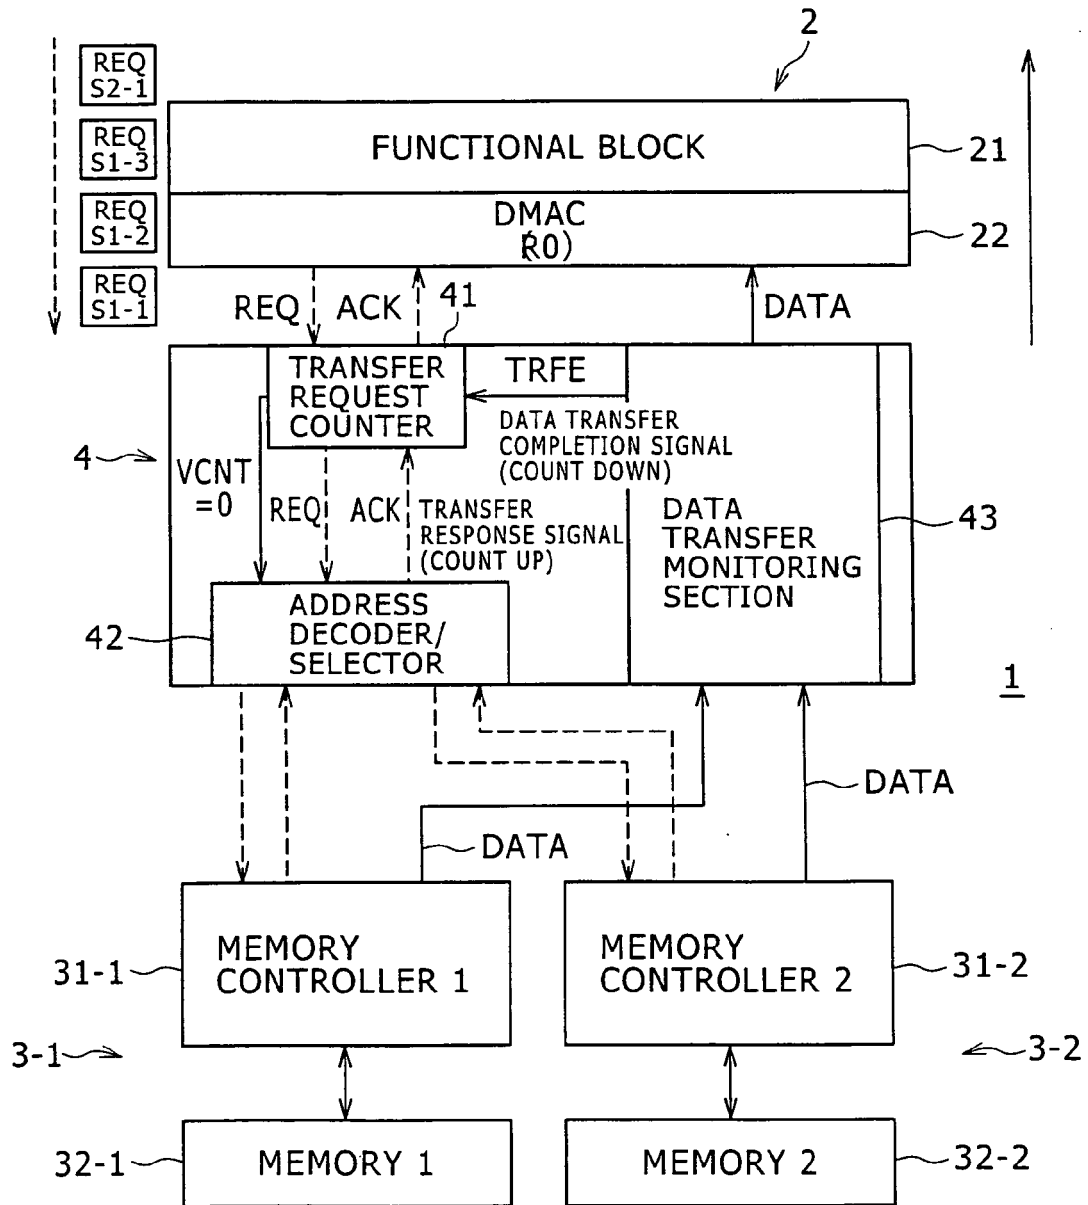 2
REQ
S2-1
REQ
S1-3
REQ
S1-2
REQ
S1-1
FUNCTIONAL BLOCK
21
DMAC
(R0)
22
REQ
ACK
41
DATA
TRANSFER
REQUEST
COUNTER
TRFE
DATA TRANSFER
COMPLETION SIGNAL
(COUNT DOWN)
4
VCNT
=0
REQ
ACK
TRANSFER
RESPONSE SIGNAL
(COUNT UP)
DATA
TRANSFER
MONITORING
SECTION
43
42
ADDRESS
DECODER/
SELECTOR
1
DATA
DATA
31-1
MEMORY
CONTROLLER 1
MEMORY
CONTROLLER 2
31-2
3-1
3-2
32-1
MEMORY 1
MEMORY 2
32-2